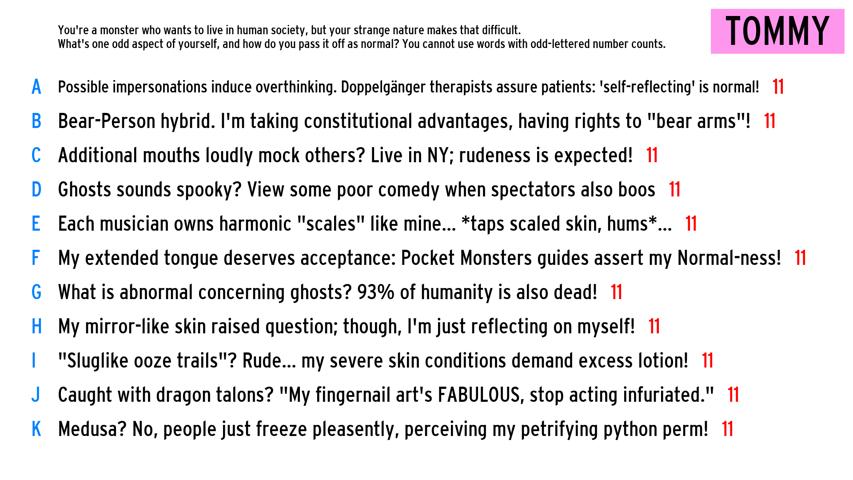 You're a monster who wants to live in human society, but your strange nature makes that difficult.
What's one odd aspect of yourself, and how do you pass it off as normal? You cannot use words with odd-lettered number counts.
TOMMY
A Possible impersonations induce overthinking. Doppelgänger therapists assure patients: 'self-reflecting' is normal! 11
B Bear-Person hybrid. I'm taking constitutional advantages, having rights to "bear arms"! 11
C Additional mouths loudly mock others? Live in NY; rudeness is expected! 11
D Ghosts sounds spooky? View some poor comedy when spectators also boos 11
E Each musician owns harmonic "scales" like mine... *taps scaled skin, hums*... 11
F My extended tongue deserves acceptance: Pocket Monsters guides assert my Normal-ness! 11
G What is abnormal concerning ghosts? 93% of humanity is also dead! 11
H My mirror-like skin raised question; though, I'm just reflecting on myself! 11
I "Sluglike ooze trails"? Rude... my severe skin conditions demand excess lotion! 11
J Caught with dragon talons? "My fingernail art's FABULOUS, stop acting infuriated." 11
K Medusa? No, people just freeze pleasently, perceiving my petrifying python perm! 11